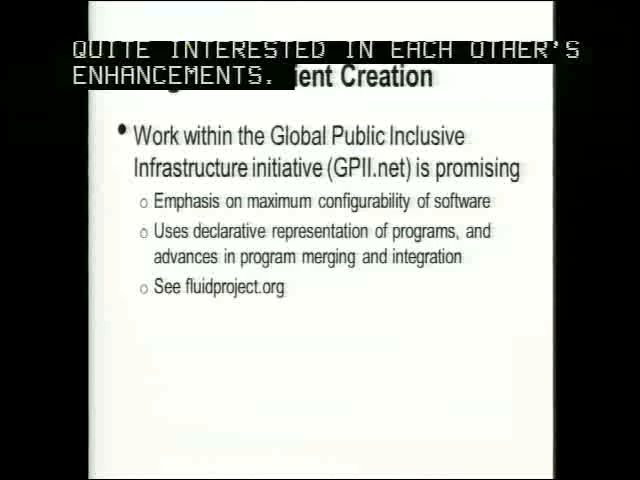 QUITE INTERESTED IN EACH OTHER'S
ENHANCEMENTS.
Creation
• Work within the Global Public Inclusive
Infrastructure initiative (GPII.net) is promising
o Emphasis on maximum configurability of software
o Uses declarative representation of programs, and
advances in program merging and integration
o See fluidproject.org